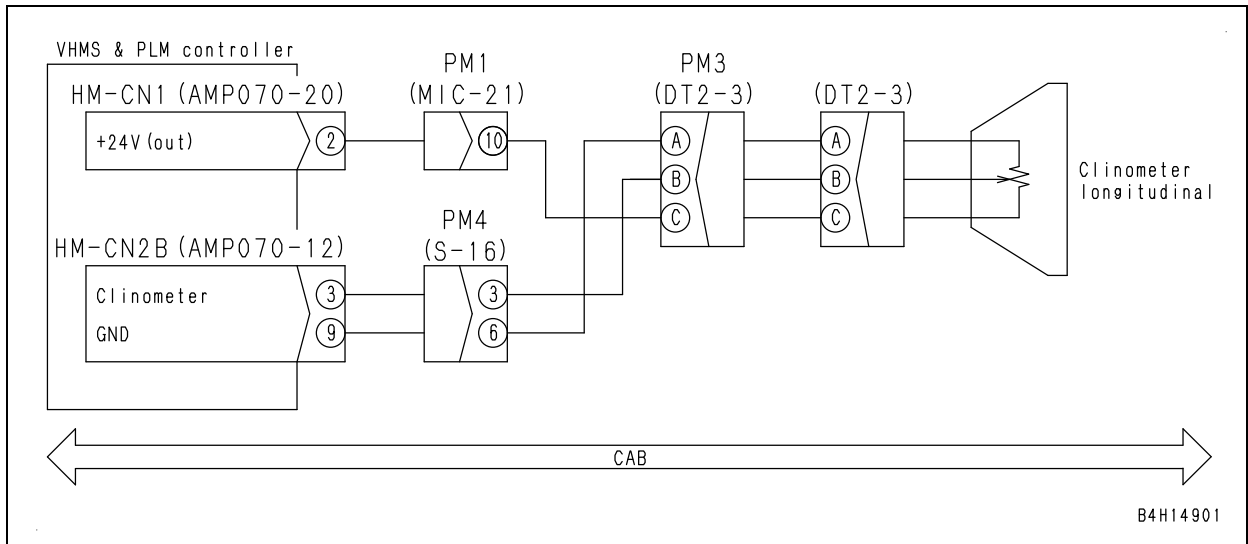 VHMS & PLM controller
PM1
PM3
HM-CN1 (AMP070-20)
(MIC-21)
(DT2-3)
(DT2-3)
+24V (out)
2
10
A
A
B
B
C
C
Clinometer
longitudinal
PM4
HM-CN2B (AMP070-12)
(S-16)
Clinometer
3
3
GND
9
6
CAB
B4H14901